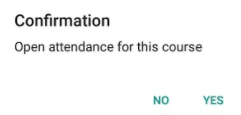 Confirmation
Open attendance for this course
NO YES